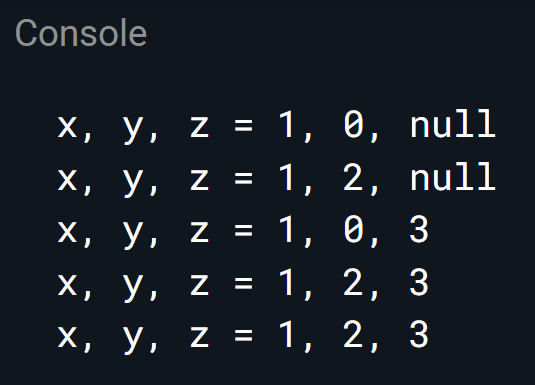 Console
x, y, z = 1, 0, null
x, y, z = 1, 2, null
x, y, z = 1, 0, 3
x, y, z = 1, 2, 3
x, y, z = 1, 2, 3